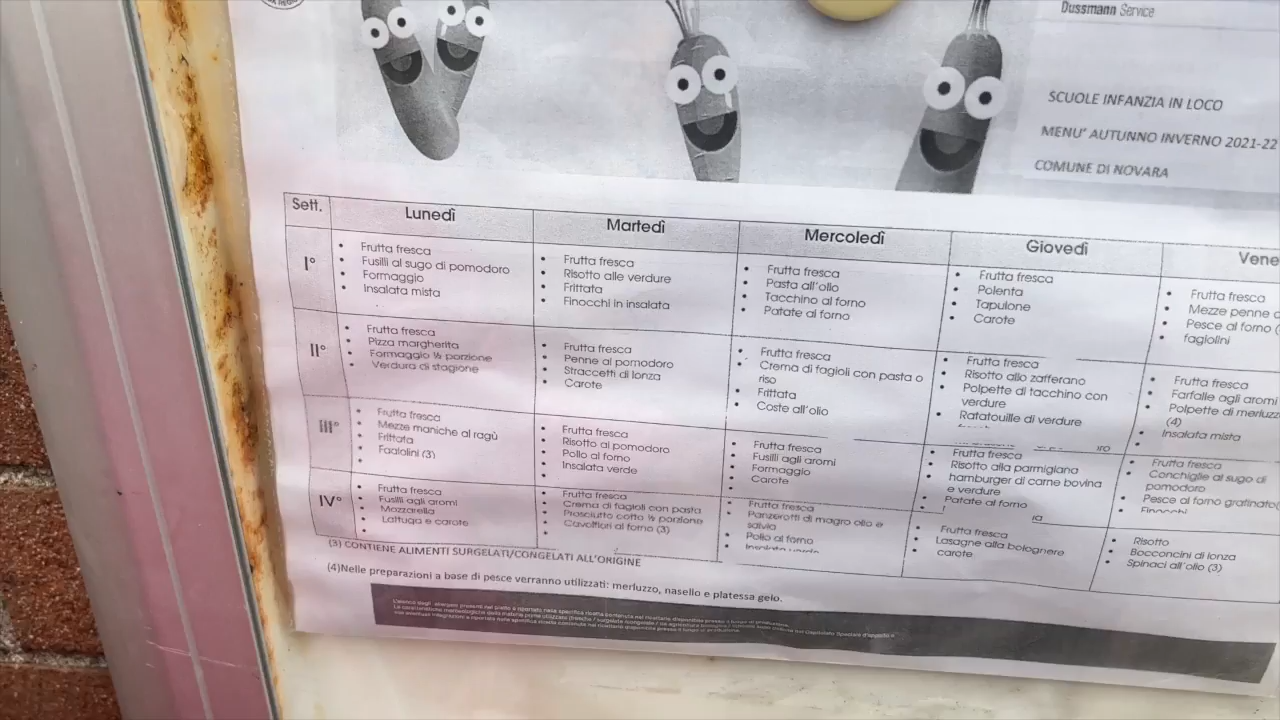 Dussmann Service
SCUOLE INFANZIA IN LOCO
MENU' AUTUNNO INVERNO 2021-22
COMUNE DI NOVARA
Sett.
Lunedì
Martedì
Mercoledì
Giovedì
Vene
I°
Frutta fresca
Fusilli al sugo di pomodoro
Formaggio
Insalata mista
Frutta fresca
Risotto alle verdure
Frittata
Finocchi in insalata
Frutta fresca
Pasta all'olio
Tacchino al forno
Patate al forno
Frutta fresca
Polenta
Tapulone
Carote
Frutta fresca
Mezze penne
Pesce al forno
fagiolini
II°
Frutta fresca
Pizza margherita
Formaggio ½ porzione
Verdura di stagione
Frutta fresca
Penne al pomodoro
Straccetti di lonza
Carote
Frutta fresca
Crema di fagioli con pasta o
riso
Frittata
Coste all'olio
Frutta fresca
Risotto allo zafferano
Polpette di tacchino con
verdure
Ratatouille di verdure
Frutta fresca
Farfalle agli aromi
Polpette di merluzz
(4)
Insalata mista
III°
Frutta fresca
Mezze maniche al ragù
Frittata
Fagiolini (3)
Frutta fresca
Risotto al pomodoro
Pollo al forno
Insalata verde
Frutta fresca
Fusilli agli aromi
Formaggio
Carote
Frutta fresca
Risotto alla parmigiana
hamburger di carne bovina
e verdure
Patate al forno
Frutta fresca
Conchiglie al sugo di
pomodoro
Pesce al forno gratinato
Finocchi
IV°
Frutta fresca
Fusilli agli aromi
Mozzarella
Lattuga e carote
Frutta fresca
Crema di fagioli con pasta
Prosciutto cotto ½ porzione
Cavolfiori al forno (3)
Frutta fresca
Panzerotti di magro olio e
salvia
Pollo al forno
Insalata verde
Frutta fresca
Lasagne alla bolognere
carote
Risotto
Bocconcini di lonza
Spinaci all'olio (3)
(3) CONTIENE ALIMENTI SURGELATI/CONGELATI ALL'ORIGINE
(4)Nelle preparazioni a base di pesce verranno utilizzati: merluzzo, nasello e platessa gelo.